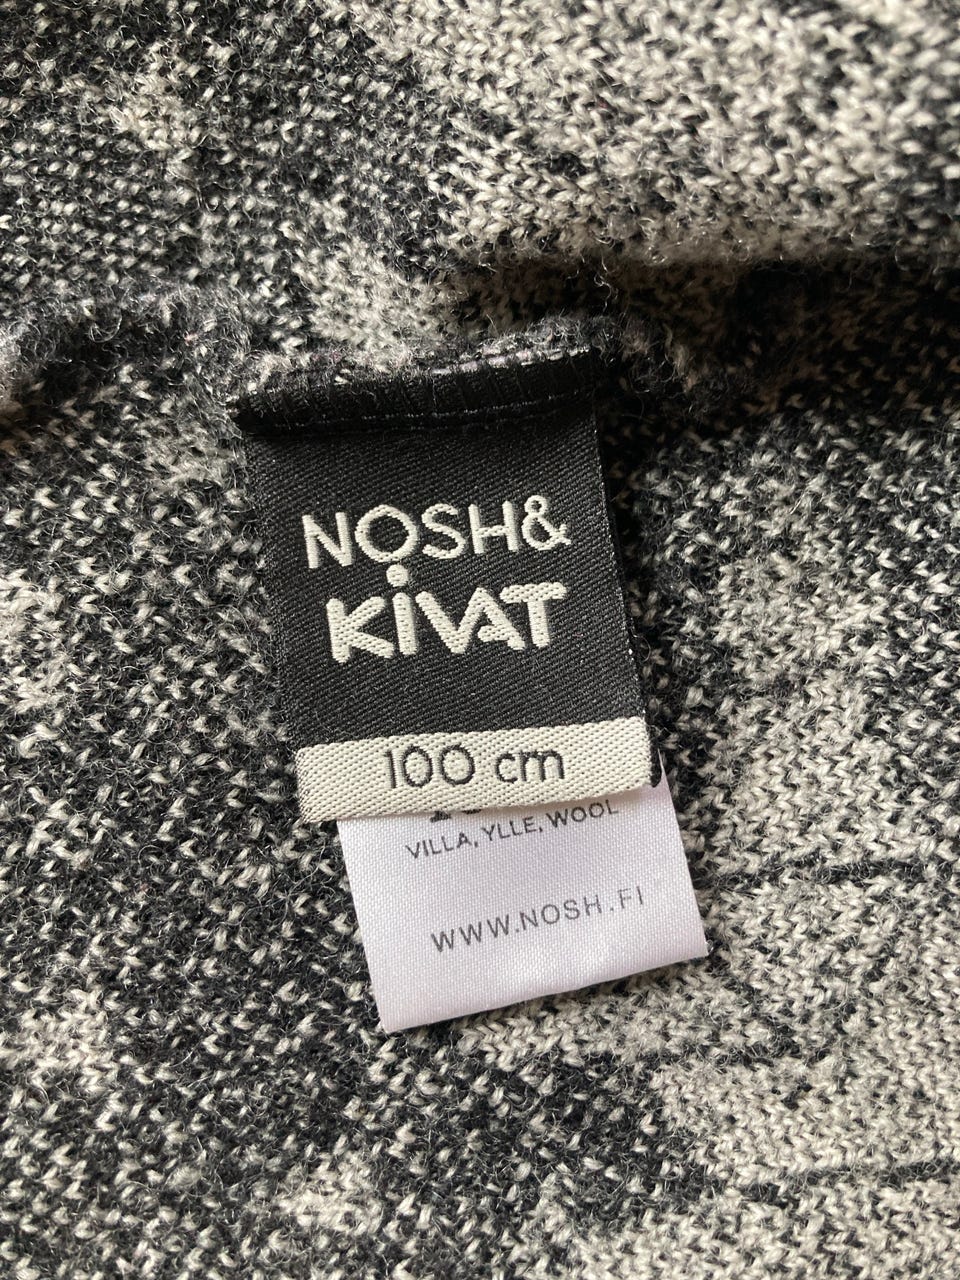 NOSH&
KIVAT
100 cm
VILLA, YLLE, WOOL
WWW.NOSH.FI